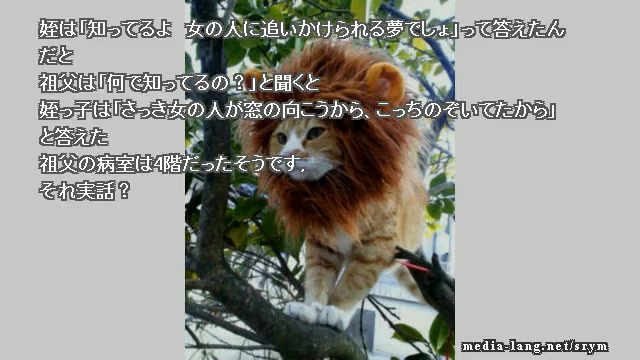 姪は「知ってるよ　女の人に追いかけられる夢でしょ」って答えたん
だと
祖父は「何で知ってるの？」と聞くと
姪っ子は「さっき女の人が窓の向こうから、こっちのぞいてたから」
と答えた
祖父の病室は4階だったそうです,
それ実話？
media-lang.net/srym